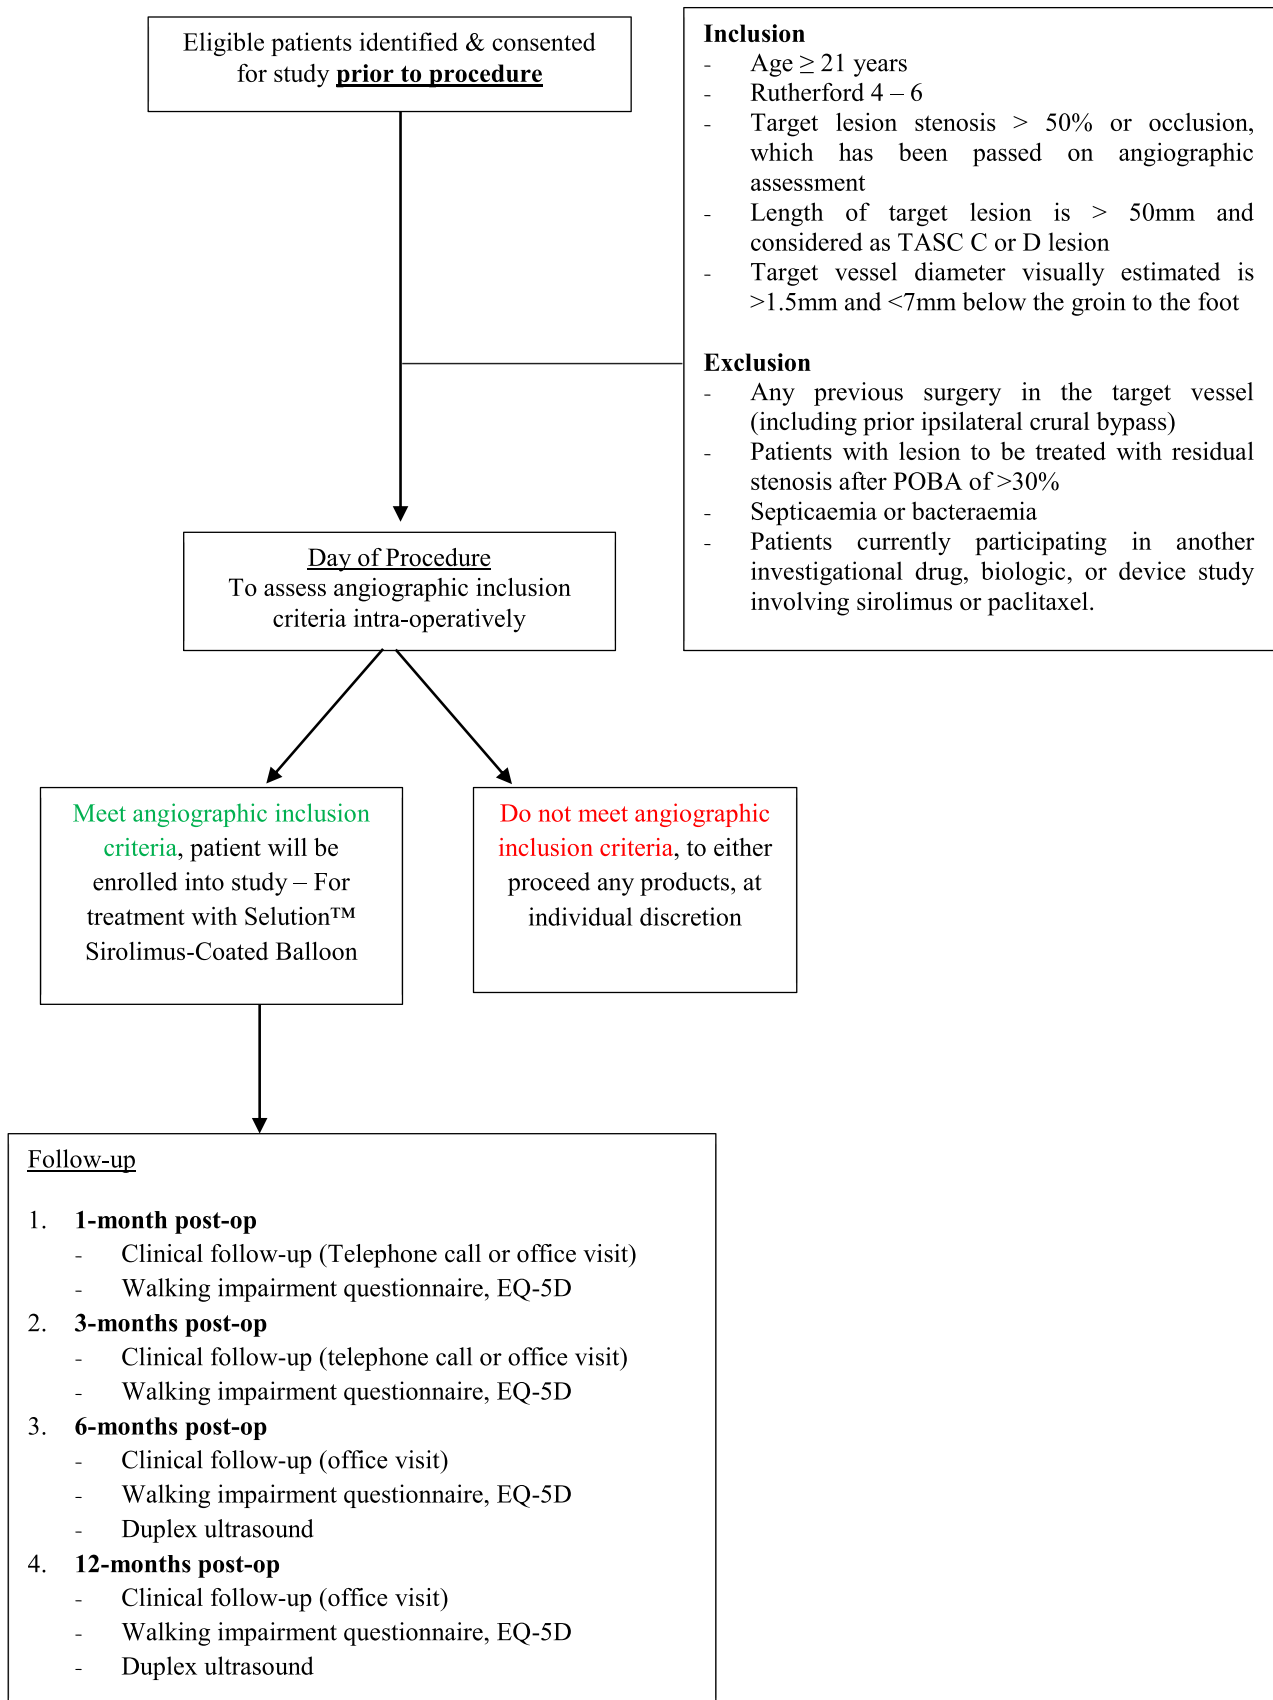 Eligible patients identified & consented
for study prior to procedure
Inclusion
- Age ≥ 21 years
- Rutherford 4 – 6
- Target lesion stenosis > 50% or occlusion,
which has been passed on angiographic
assessment
- Length of target lesion is > 50mm and
considered as TASC C or D lesion
- Target vessel diameter visually estimated is
>1.5mm and <7mm below the groin to the foot
Exclusion
- Any previous surgery in the target vessel
(including prior ipsilateral crural bypass)
- Patients with lesion to be treated with residual
stenosis after POBA of >30%
- Septicaemia or bacteraemia
- Patients currently participating in another
investigational drug, biologic, or device study
involving sirolimus or paclitaxel.
Day of Procedure
To assess angiographic inclusion
criteria intra-operatively
Meet angiographic inclusion
criteria, patient will be
enrolled into study – For
treatment with Selution™
Sirolimus-Coated Balloon
Do not meet angiographic
inclusion criteria, to either
proceed any products, at
individual discretion
Follow-up
1. 1-month post-op
- Clinical follow-up (Telephone call or office visit)
- Walking impairment questionnaire, EQ-5D
2. 3-months post-op
- Clinical follow-up (telephone call or office visit)
- Walking impairment questionnaire, EQ-5D
3. 6-months post-op
- Clinical follow-up (office visit)
- Walking impairment questionnaire, EQ-5D
- Duplex ultrasound
4. 12-months post-op
- Clinical follow-up (office visit)
- Walking impairment questionnaire, EQ-5D
- Duplex ultrasound